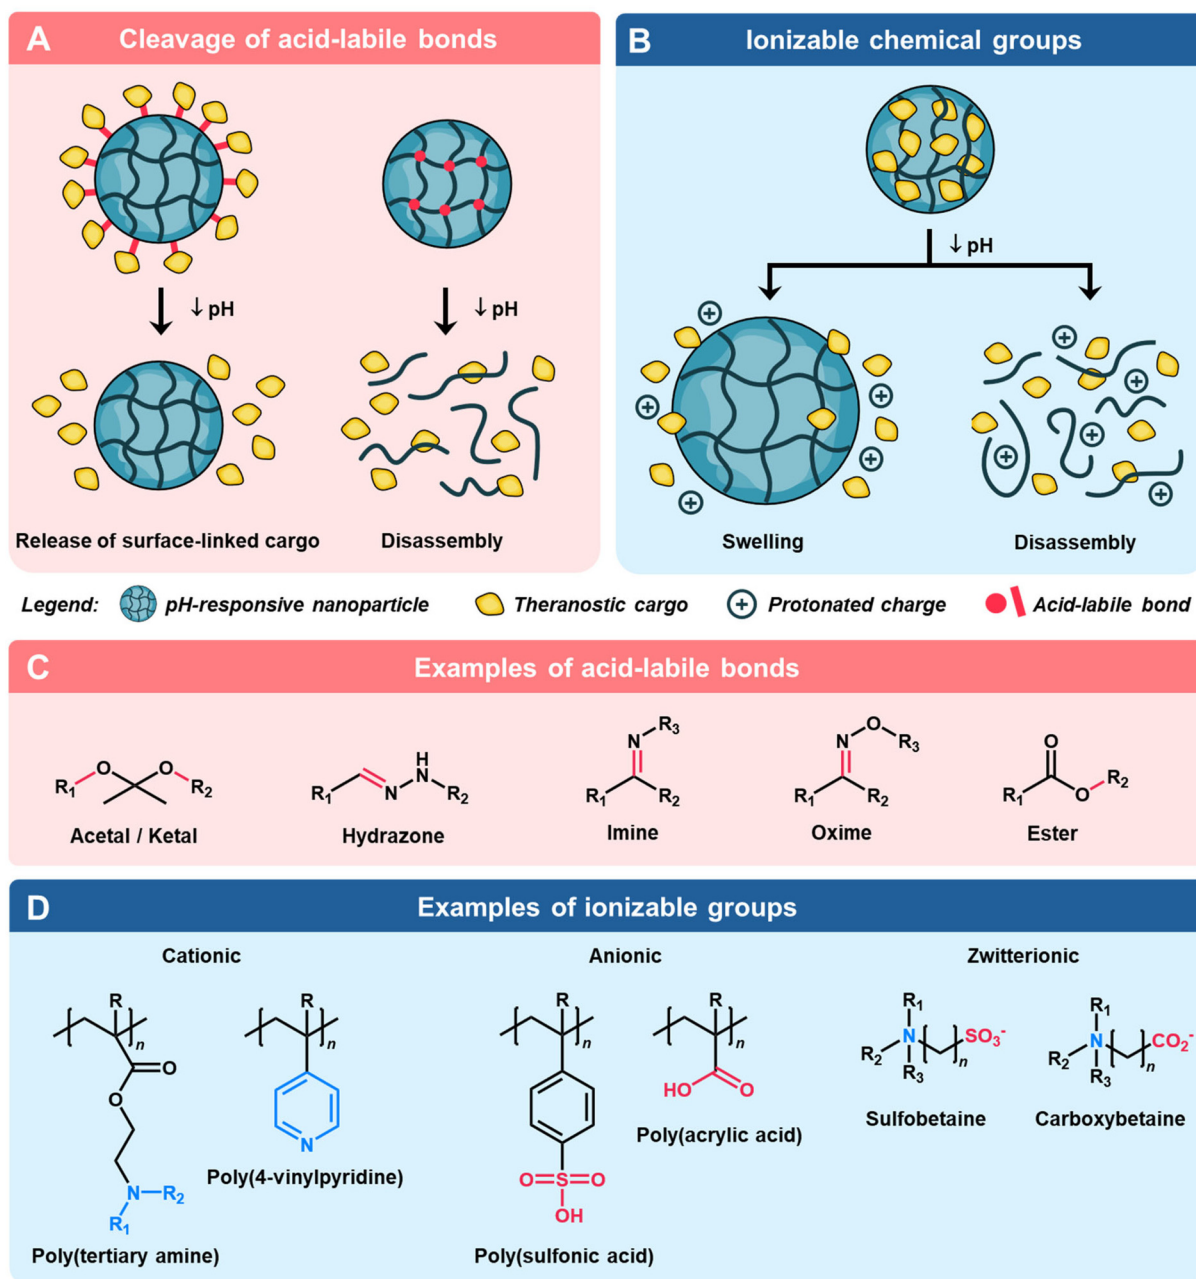 A Cleavage of acid-labile bonds
↓ pH
↓ pH
Release of surface-linked cargo
Disassembly
B Ionizable chemical groups
↓ pH
+ + + + +
+ + + + +
Swelling
Disassembly
Legend: pH-responsive nanoparticle Theranostic cargo + Protonated charge Acid-labile bond
C Examples of acid-labile bonds
R1 O O R2
Acetal / Ketal
R1 N H N R2
Hydrazone
N R3 R1 R2
Imine
N O R3 R1 R2
Oxime
O R1 O R2
Ester
D Examples of ionizable groups
Cationic
R n O O N R2 R1
Poly(tertiary amine)
R n N
Poly(4-vinylpyridine)
Anionic
R n O S O OH
Poly(sulfonic acid)
R n HO O
Poly(acrylic acid)
Zwitterionic
R1 R2 N R3 n SO3-
Sulfobetaine
R1 R2 N R3 n CO2-
Carboxybetaine